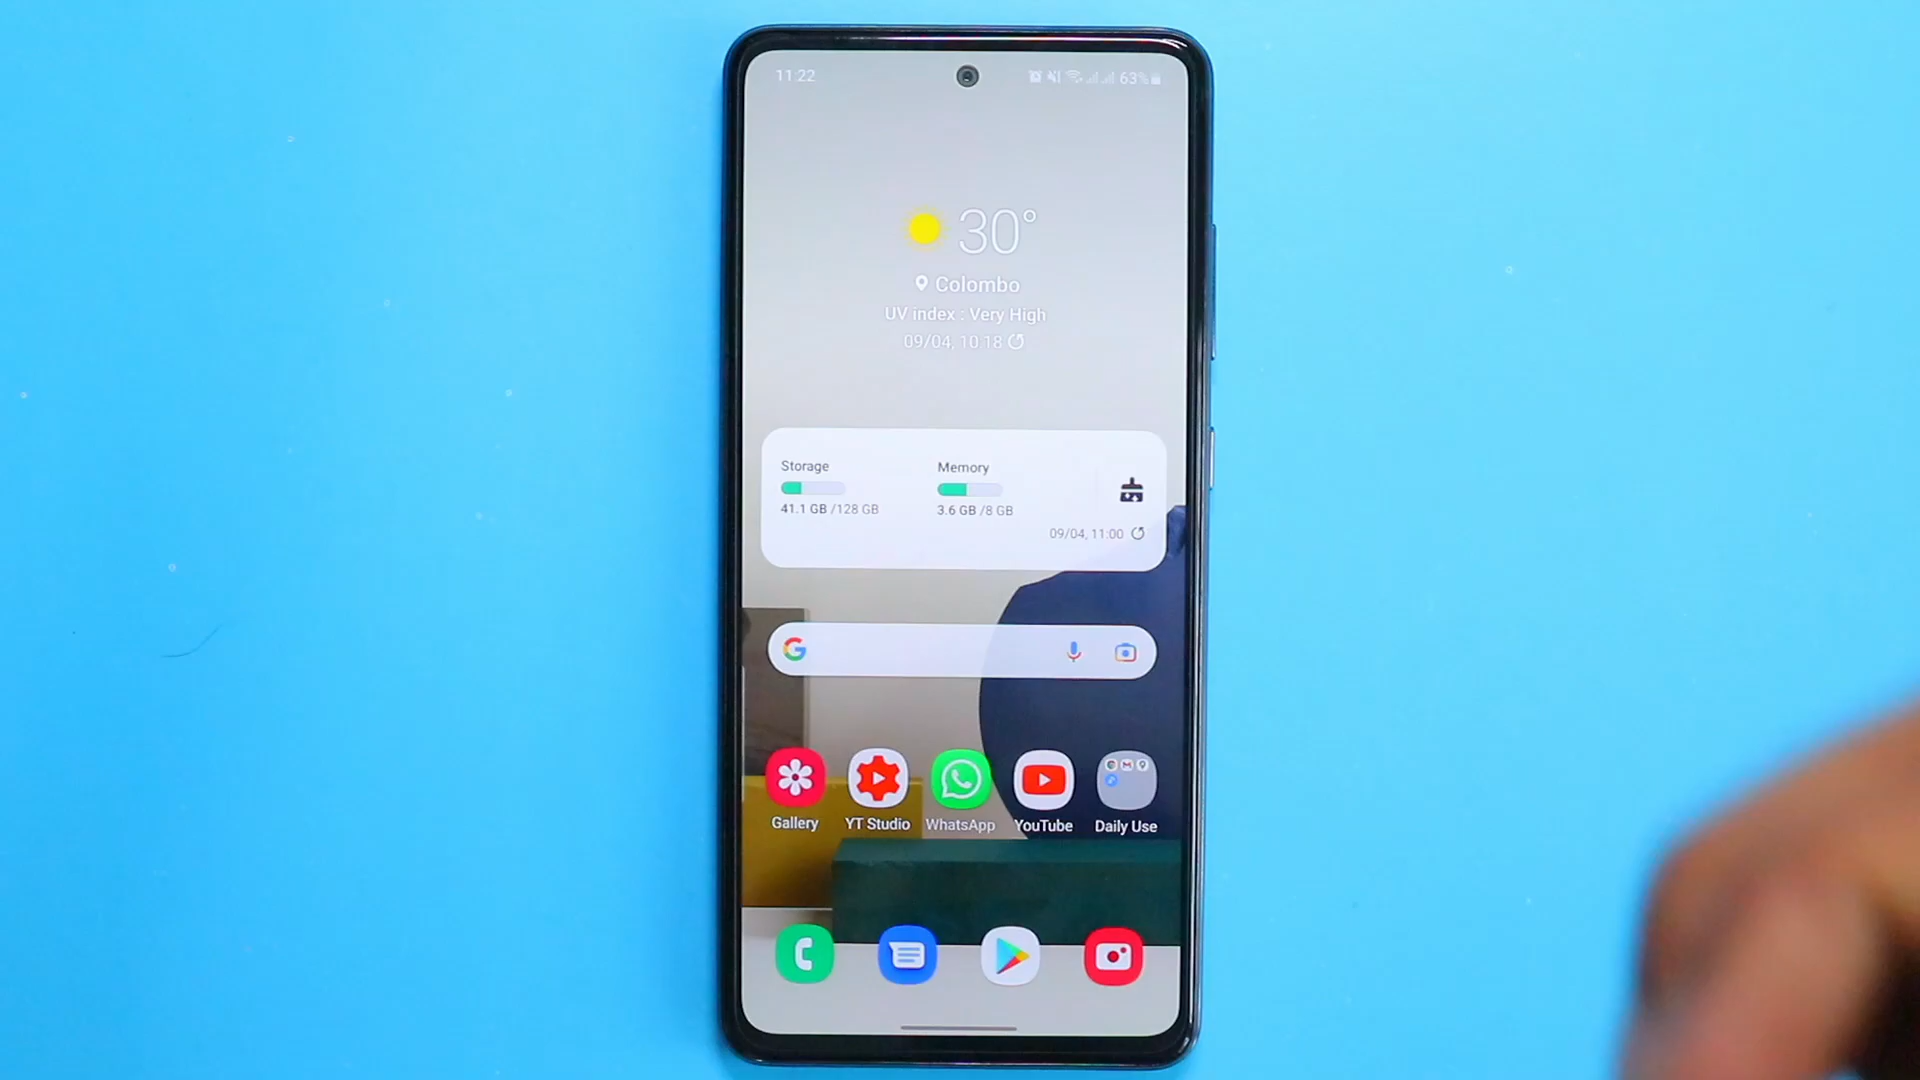 11:22
63%
30°
Colombo
UV index : Very High
09/04, 10:18
Storage
Memory
41.1 GB /128 GB
3.6 GB /8 GB
09/04, 11:00
G
Gallery
YT Studio
WhatsApp
YouTube
Daily Use